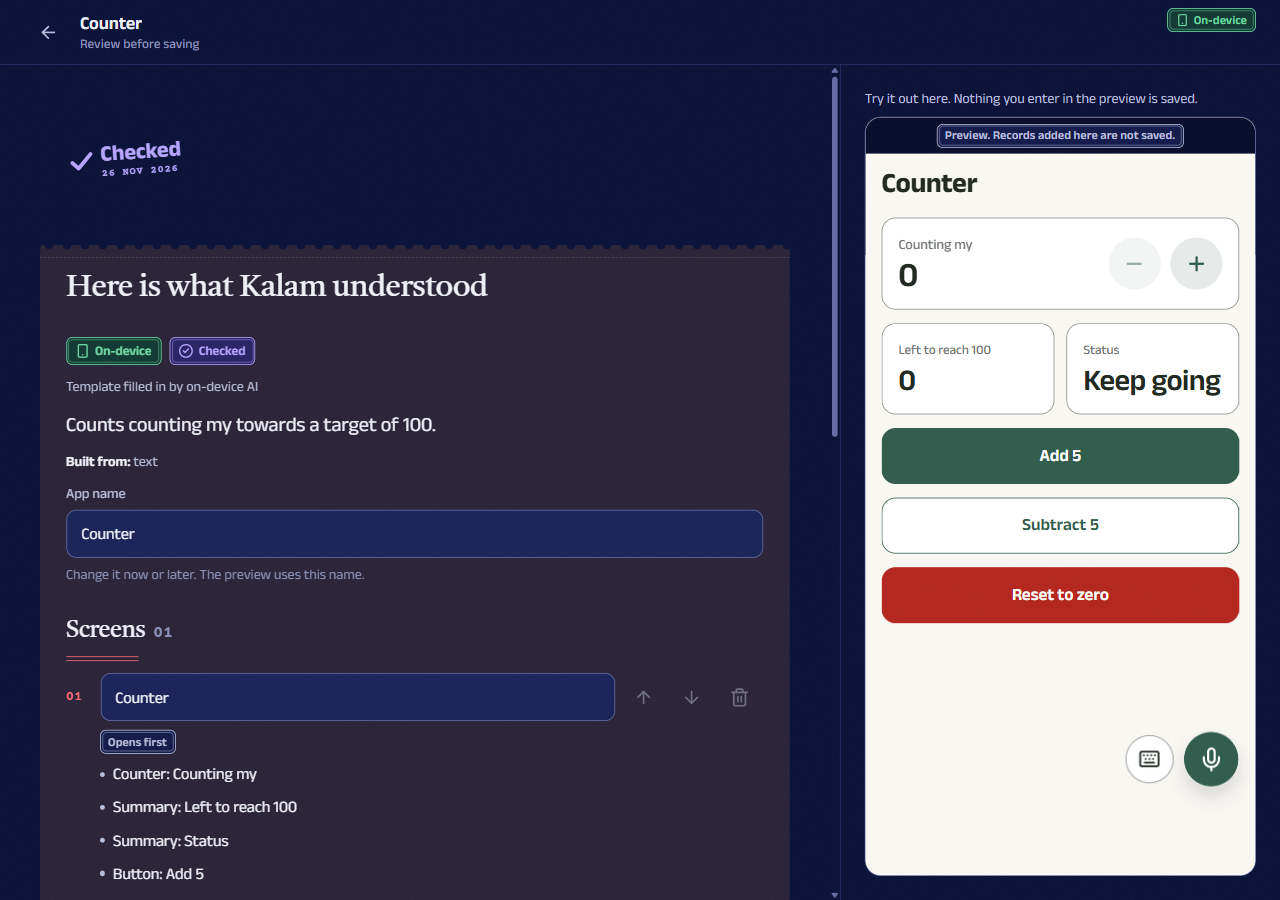 Counter
Review before saving
On-device
Checked
26 NOV 2026
Here is what Kalam understood
On-device
Checked
Template filled in by on-device AI
Counts counting my towards a target of 100.
Built from: text
App name
Counter
Change it now or later. The preview uses this name.
Screens 01
01
Counter
Opens first
• Counter: Counting my
• Summary: Left to reach 100
• Summary: Status
• Button: Add 5
Try it out here. Nothing you enter in the preview is saved.
Preview. Records added here are not saved.
Counter
Counting my
0
Left to reach 100
0
Status
Keep going
Add 5
Subtract 5
Reset to zero